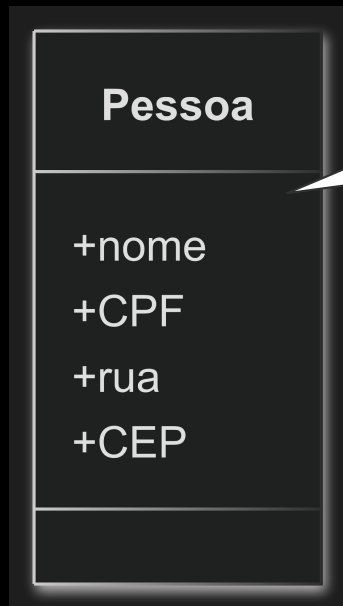 Pessoa
+nome
+CPF
+rua
+CEP